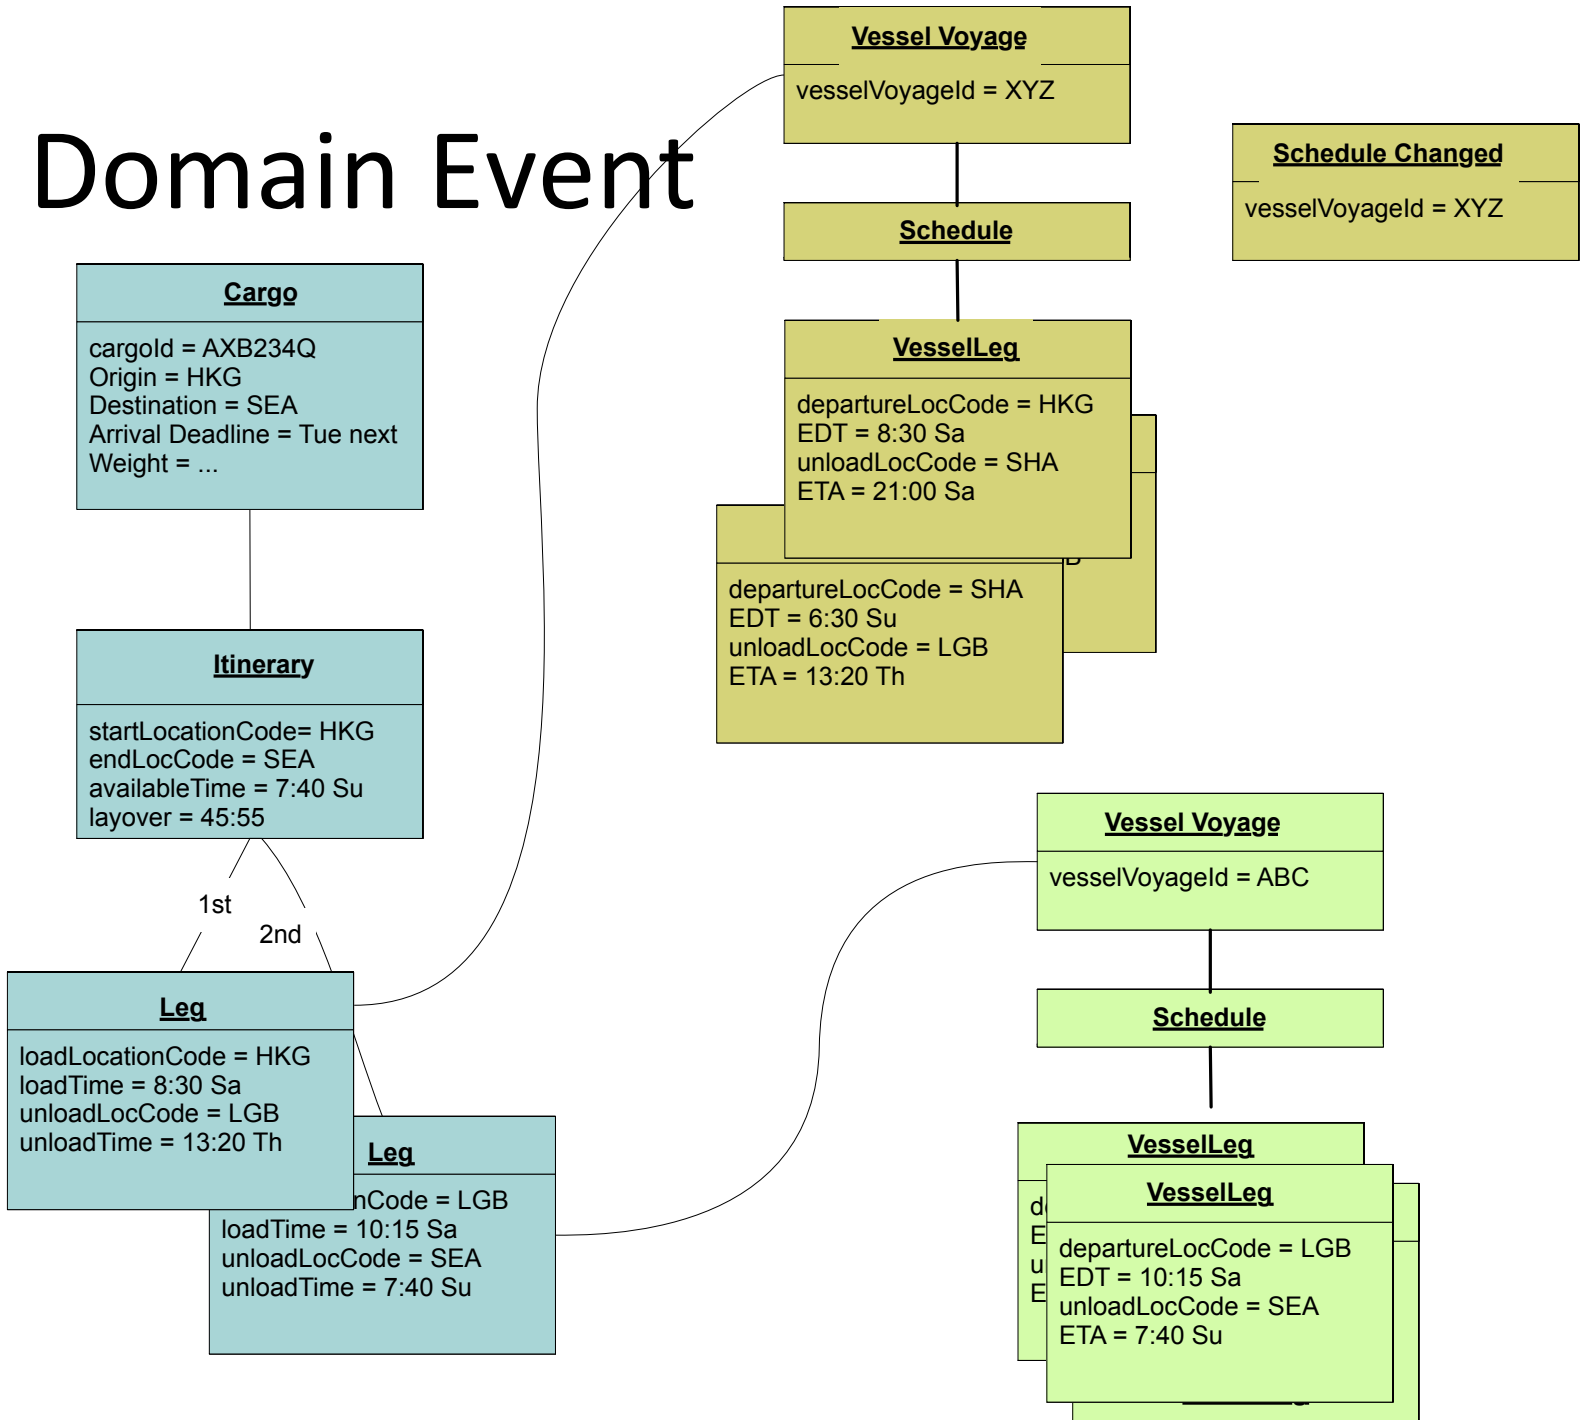 Domain Event
Vessel Voyage
vesselVoyageId = XYZ
Schedule Changed
vesselVoyageId = XYZ
Schedule
VesselLeg
departureLocCode = HKG
EDT = 8:30 Sa
unloadLocCode = SHA
ETA = 21:00 Sa
departureLocCode = SHA
EDT = 6:30 Su
unloadLocCode = LGB
ETA = 13:20 Th
Cargo
cargoId = AXB234Q
Origin = HKG
Destination = SEA
Arrival Deadline = Tue next
Weight = ...
Itinerary
startLocationCode= HKG
endLocCode = SEA
availableTime = 7:40 Su
layover = 45:55
1st
2nd
Leg
loadLocationCode = HKG
loadTime = 8:30 Sa
unloadLocCode = LGB
unloadTime = 13:20 Th
Leg
nCode = LGB
loadTime = 10:15 Sa
unloadLocCode = SEA
unloadTime = 7:40 Su
Vessel Voyage
vesselVoyageId = ABC
Schedule
VesselLeg
VesselLeg
departureLocCode = LGB
EDT = 10:15 Sa
unloadLocCode = SEA
ETA = 7:40 Su